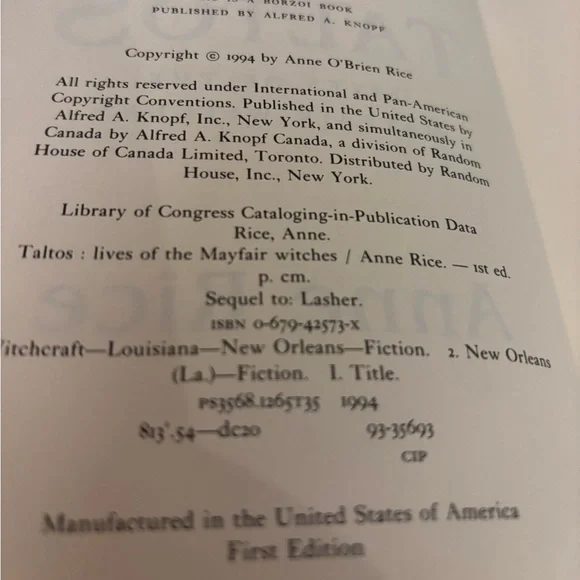 IS A BORZOI BOOK
PUBLISHED BY ALFRED A. KNOPF
Copyright © 1994 by Anne O'Brien Rice
All rights reserved under International and Pan-American
Copyright Conventions. Published in the United States by
Alfred A. Knopf, Inc., New York, and simultaneously in
Canada by Alfred A. Knopf Canada, a division of Random
House of Canada Limited, Toronto. Distributed by Random
House, Inc., New York.
Library of Congress Cataloging-in-Publication Data
Rice, Anne.
Taltos : lives of the Mayfair witches / Anne Rice. — 1st ed.
p. cm.
Sequel to: Lasher.
ISBN 0-679-42573-X
itchcraft—Louisiana—New Orleans—Fiction. 2. New Orleans
(La.)—Fiction. I. Title.
PS3568.I265T35 1994
813'.54—dc20 93-35693
CIP
Manufactured in the United States of America
First Edition